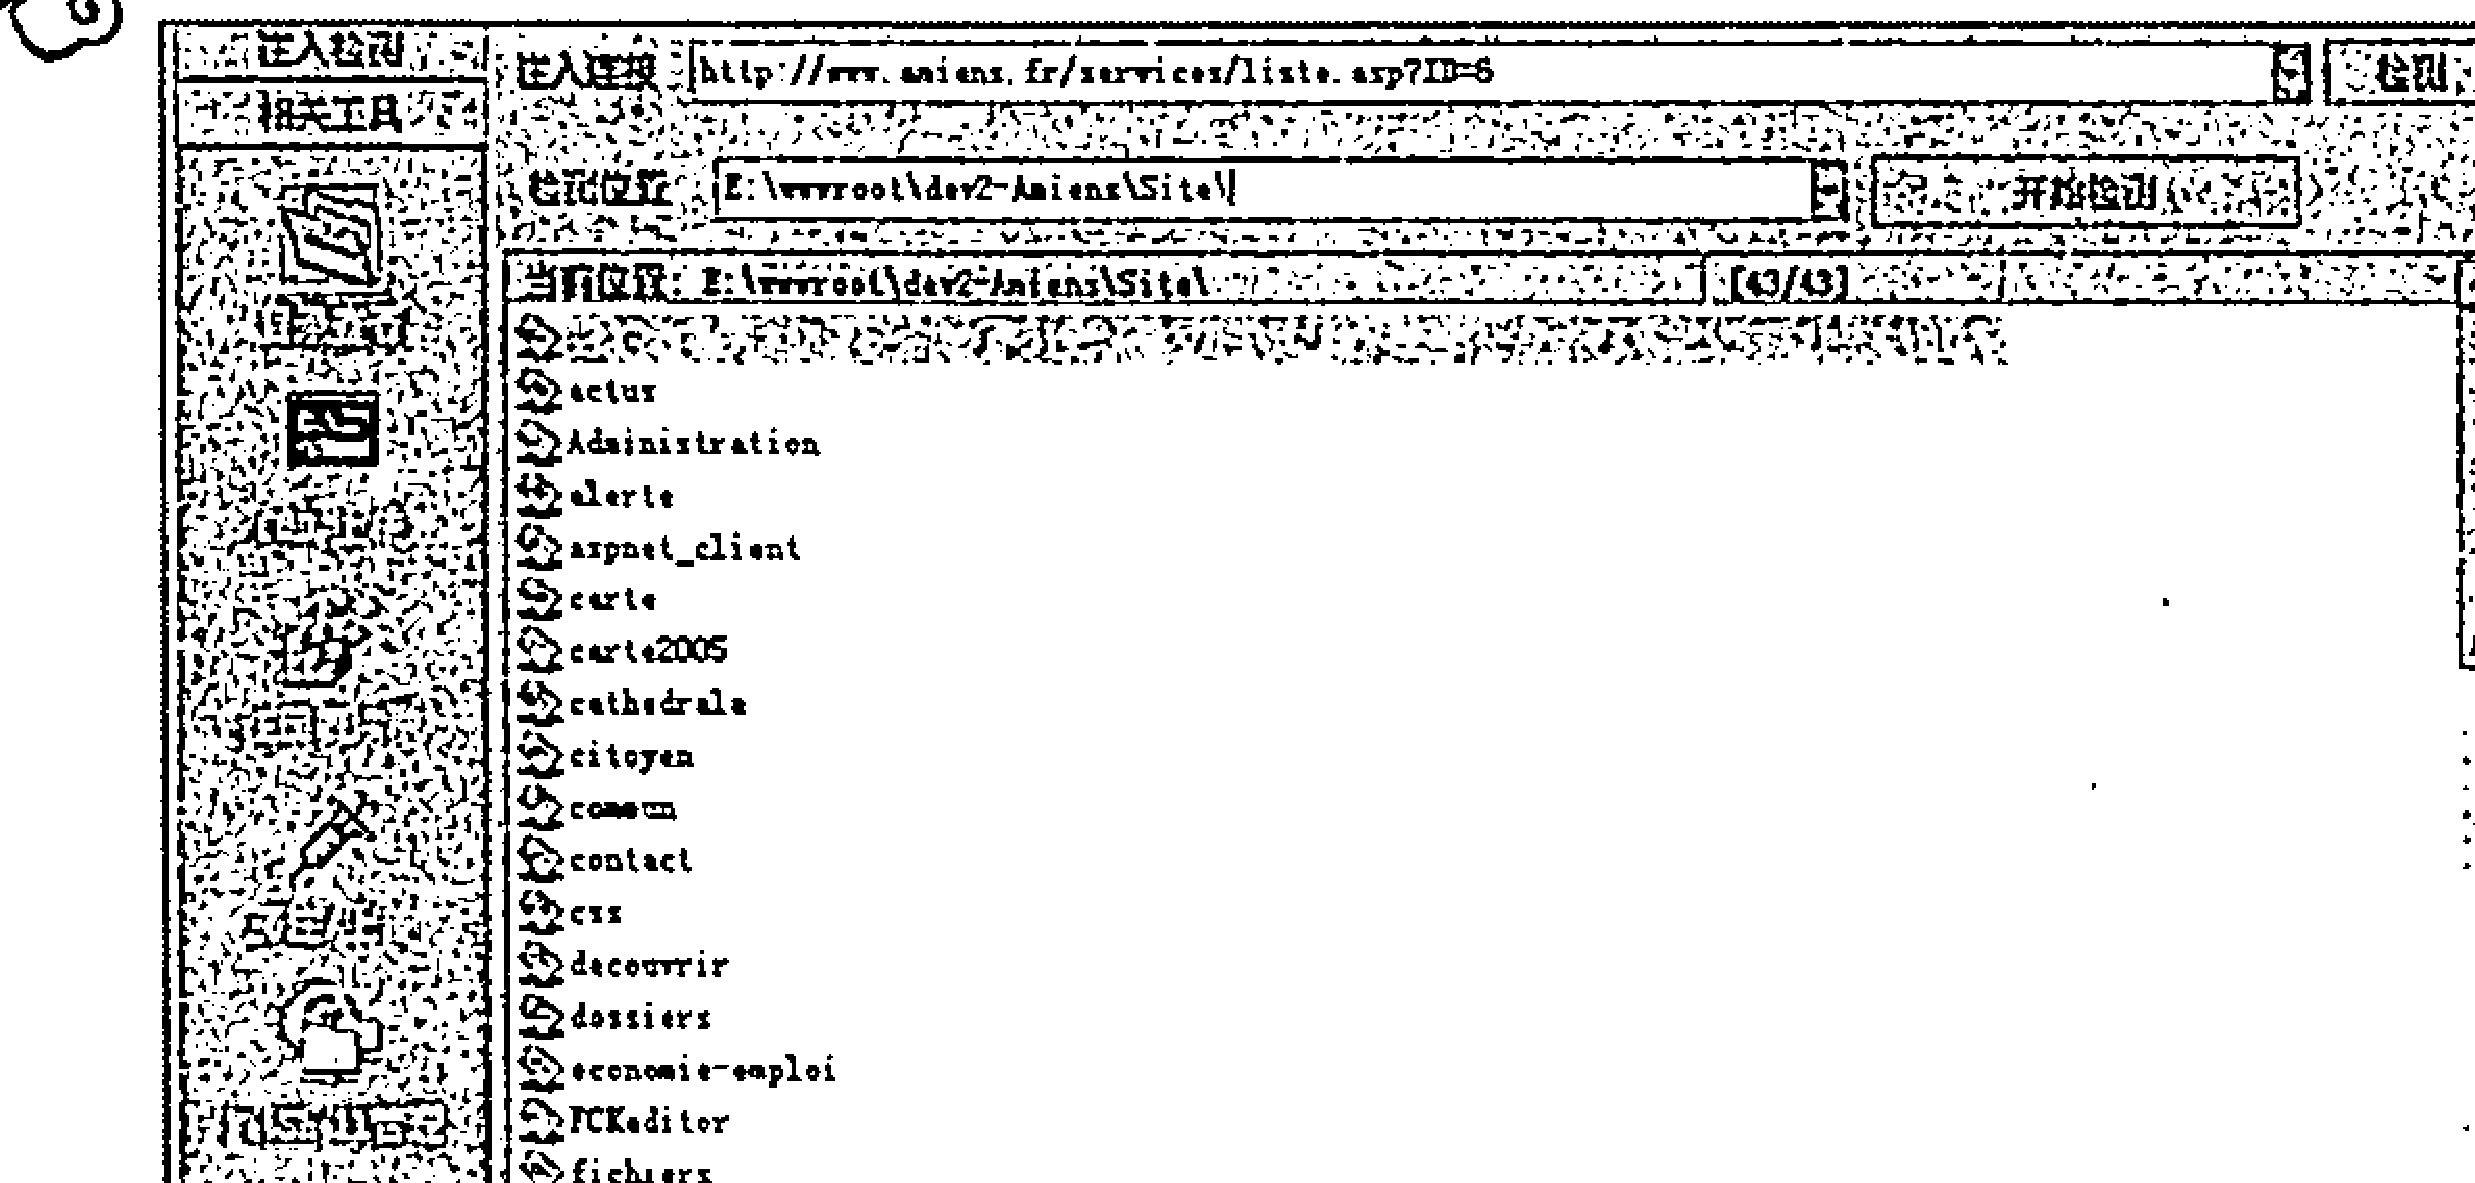 注入检测
相关工具
注入连接 http://www.amiens.fr/services/liste.asp?ID=6 检测
检测位置 E:\wwwroot\dev2-Amiens\Site\ 开始检测
当前位置: E:\wwwroot\dev2-Amiens\Site\ [43/43]
actus
Administration
alerte
aspnet_client
carte
carte2005
cathedrale
citoyen
commun
contact
css
decouvrir
dossiers
economie-emploi
FCKeditor
fichiers